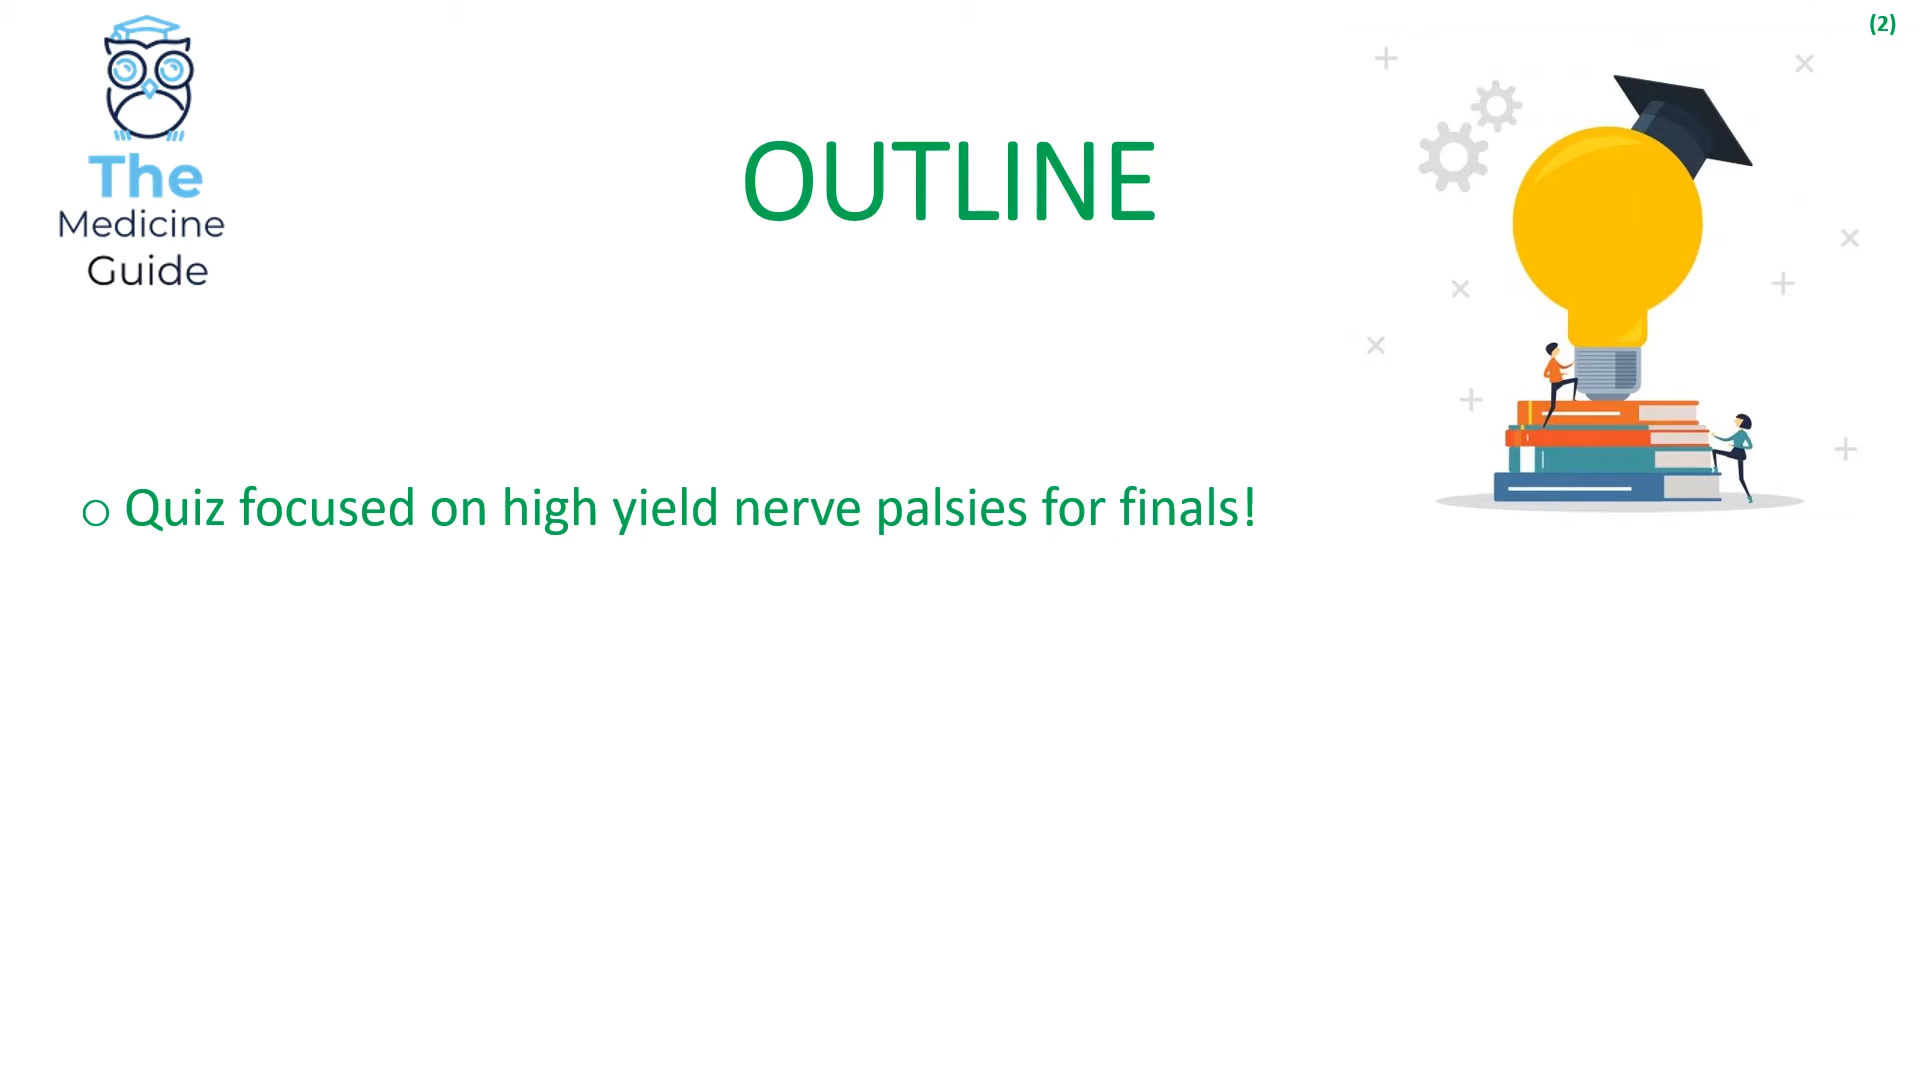 (2)
The
Medicine
Guide
OUTLINE
o Quiz focused on high yield nerve palsies for finals!